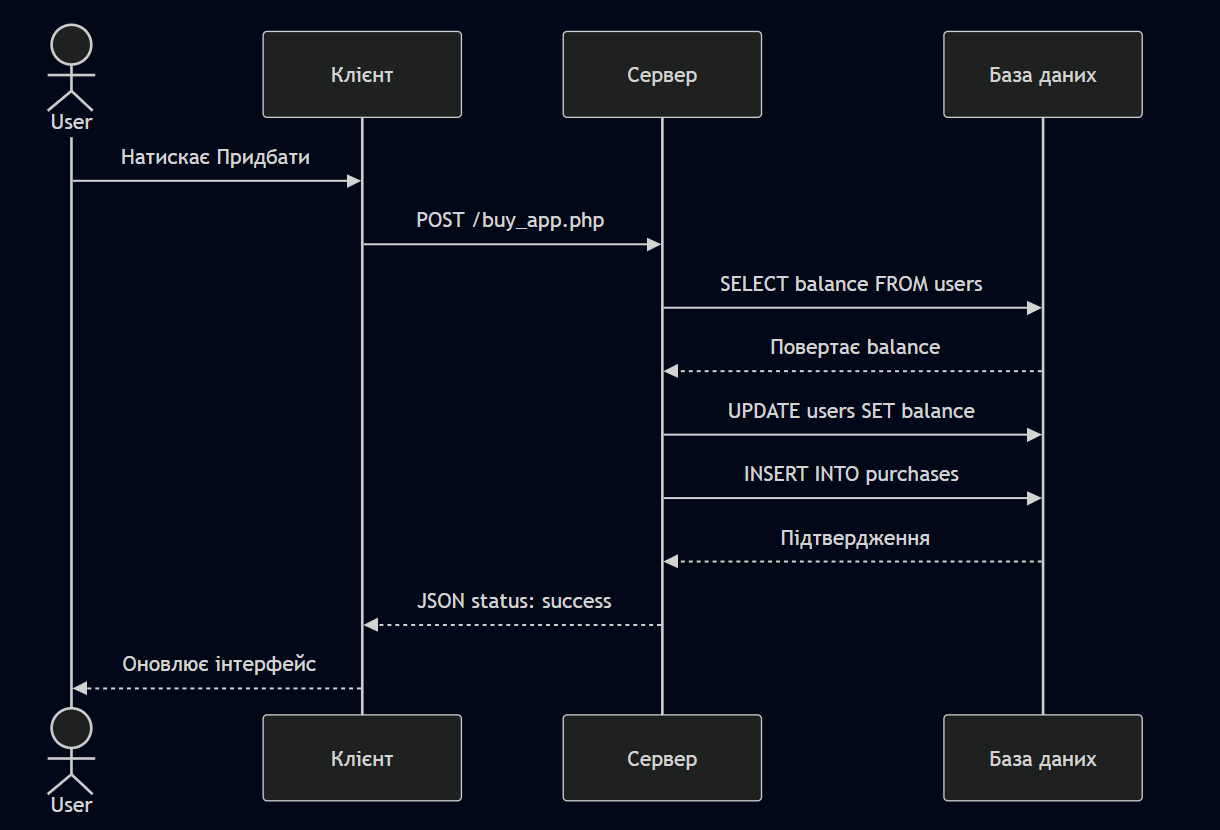 User
Клієнт
Сервер
База даних
Натискає Придбати
POST /buy_app.php
SELECT balance FROM users
Повертає balance
UPDATE users SET balance
INSERT INTO purchases
Підтвердження
JSON status: success
Оновлює інтерфейс
User
Клієнт
Сервер
База даних